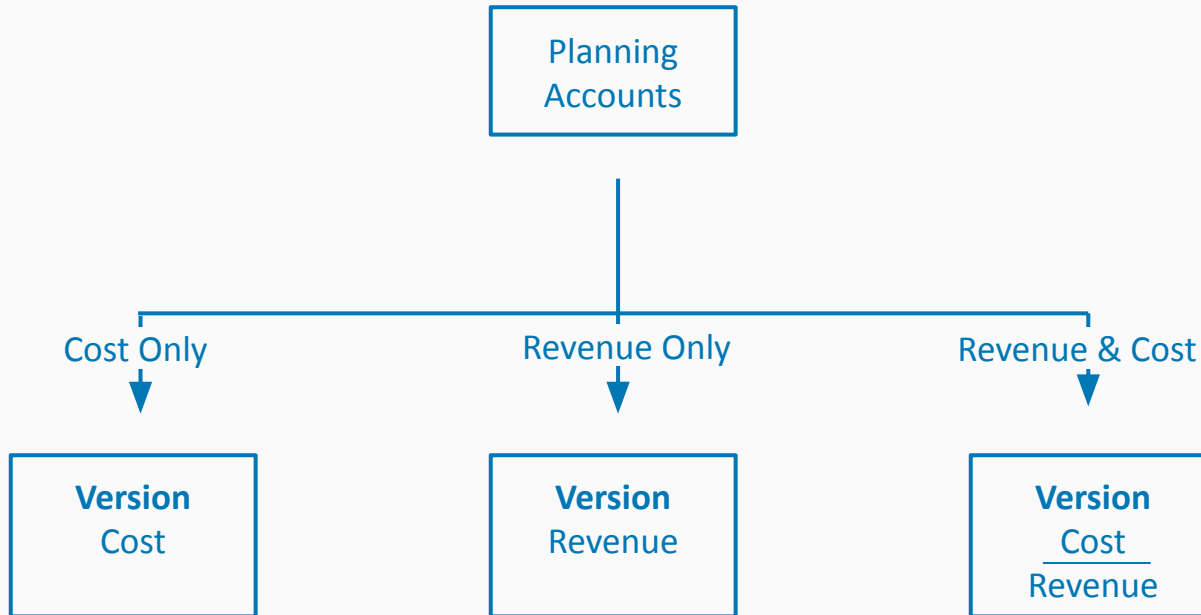 Planning
Accounts
Cost Only
Revenue Only
Revenue & Cost
Version
Cost
Version
Revenue
Version
Cost
Revenue